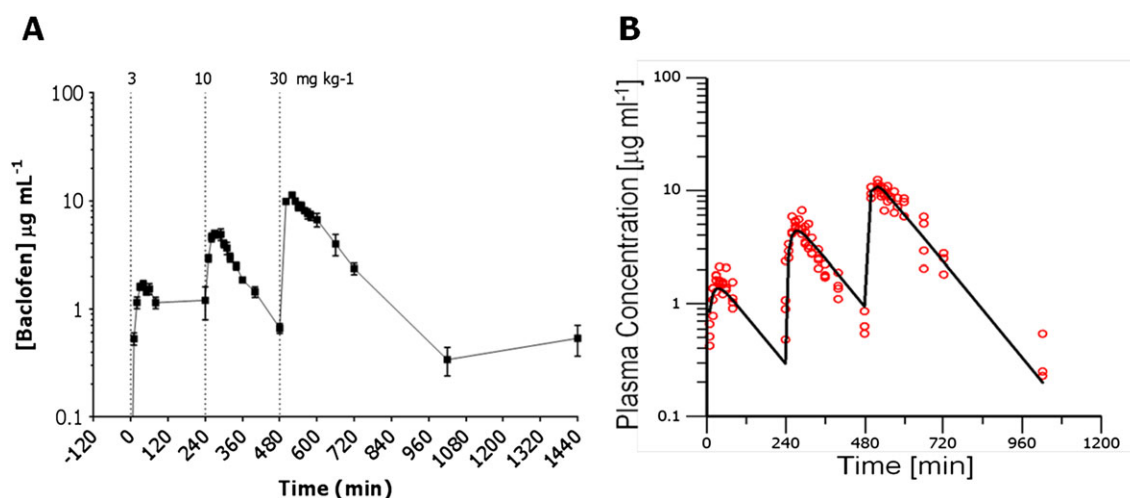 A
3 10 30 mg kg-1
100
10
1
0.1
[Baclofen] µg mL-1
-120 0 120 240 360 480 600 720 840 960 1080 1200 1320 1440
Time (min)
B
100
10
1
0.1
Plasma Concentration [µg ml-1]
0 240 480 720 960 1200
Time [min]